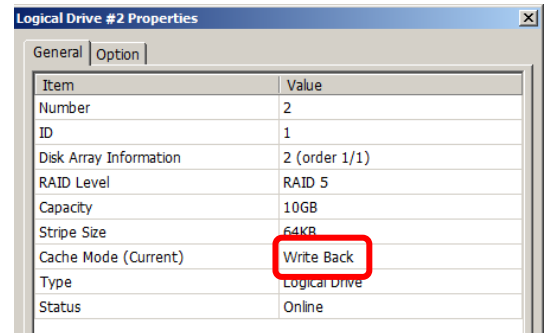 Logical Drive #2 Properties
General Option
Item Value
Number 2
ID 1
Disk Array Information 2 (order 1/1)
RAID Level RAID 5
Capacity 10GB
Stripe Size 64KB
Cache Mode (Current) Write Back
Type Logical Drive
Status Online